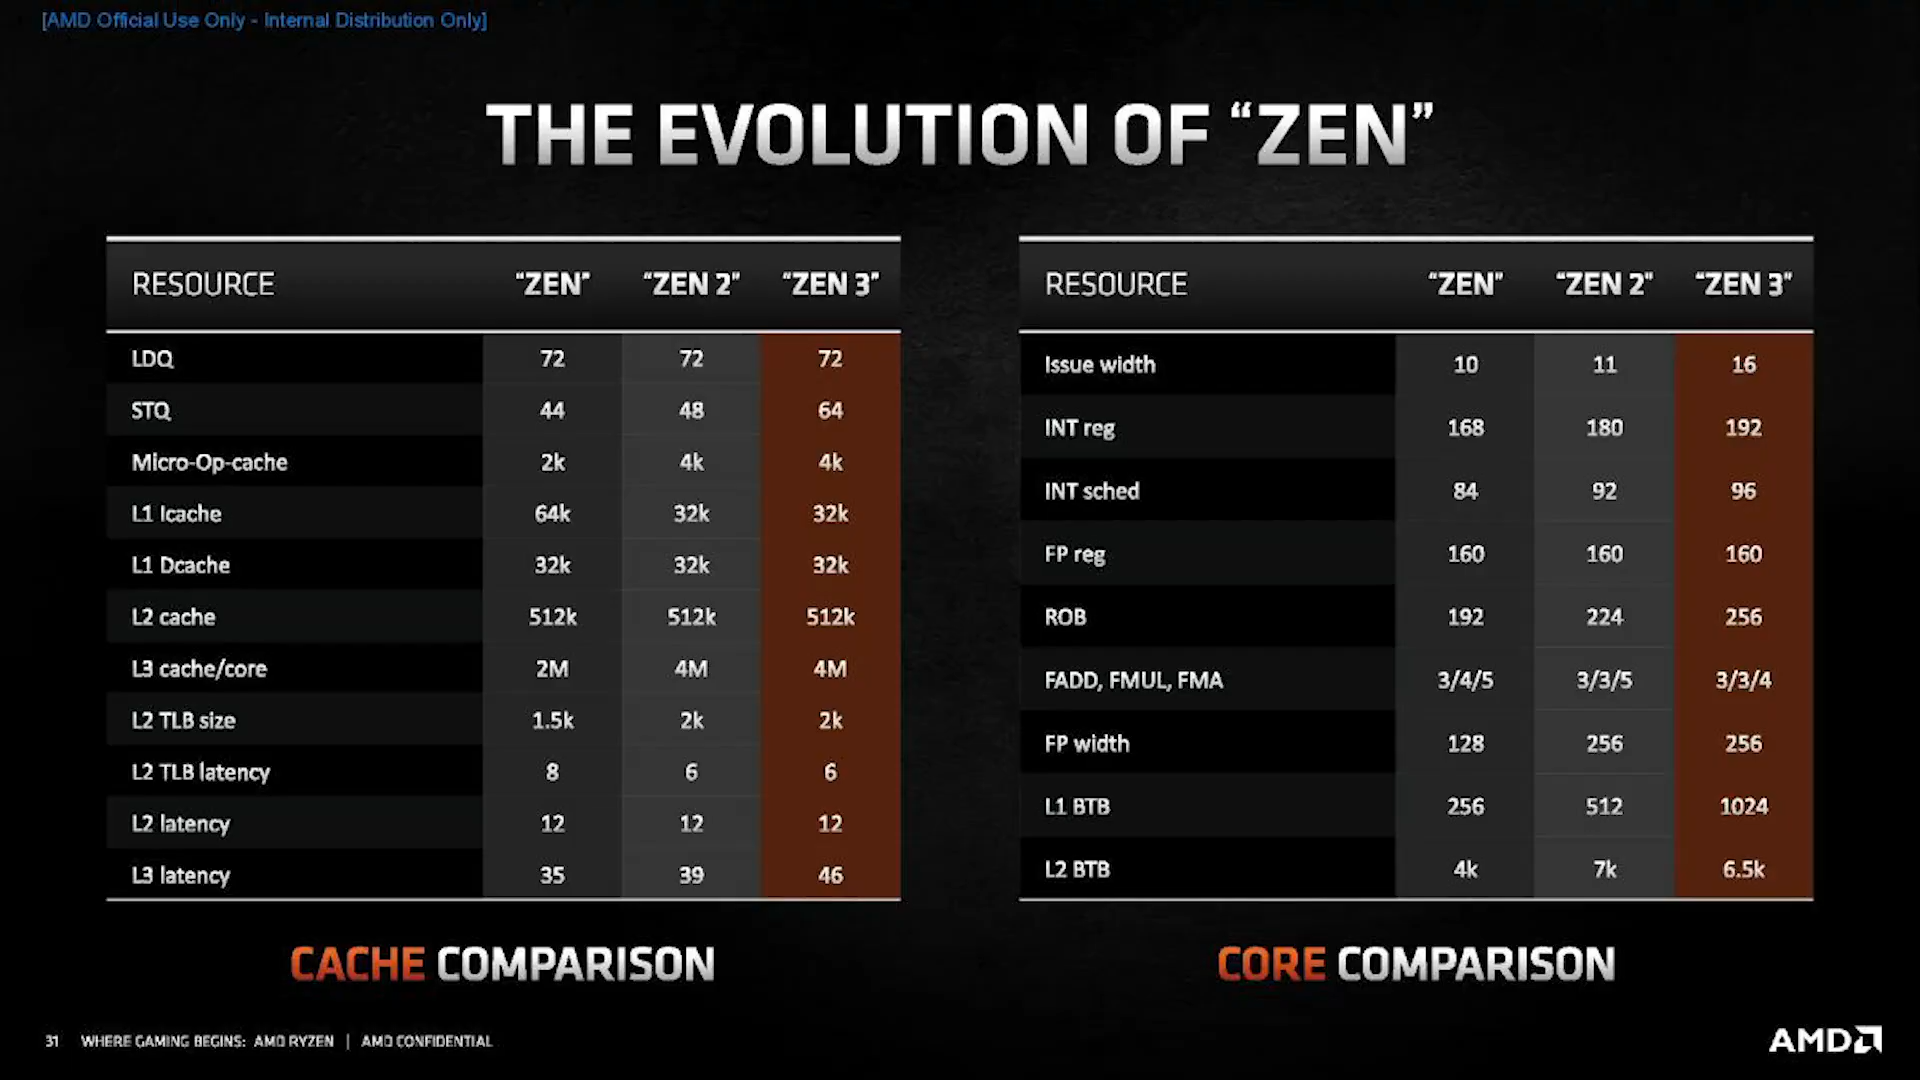 [AMD Official Use Only - Internal Distribution Only]
THE EVOLUTION OF “ZEN”
RESOURCE “ZEN” “ZEN 2” “ZEN 3”
LDQ 72 72 72
STQ 44 48 64
Micro-Op-cache 2k 4k 4k
L1 Icache 64k 32k 32k
L1 Dcache 32k 32k 32k
L2 cache 512k 512k 512k
L3 cache/core 2M 4M 4M
L2 TLB size 1.5k 2k 2k
L2 TLB latency 8 6 6
L2 latency 12 12 12
L3 latency 35 39 46
CACHE COMPARISON
RESOURCE “ZEN” “ZEN 2” “ZEN 3”
Issue width 10 11 16
INT reg 168 180 192
INT sched 84 92 96
FP reg 160 160 160
ROB 192 224 256
FADD, FMUL, FMA 3/4/5 3/3/5 3/3/4
FP width 128 256 256
L1 BTB 256 512 1024
L2 BTB 4k 7k 6.5k
CORE COMPARISON
31 WHERE GAMING BEGINS: AMD RYZEN | AMD CONFIDENTIAL
AMD